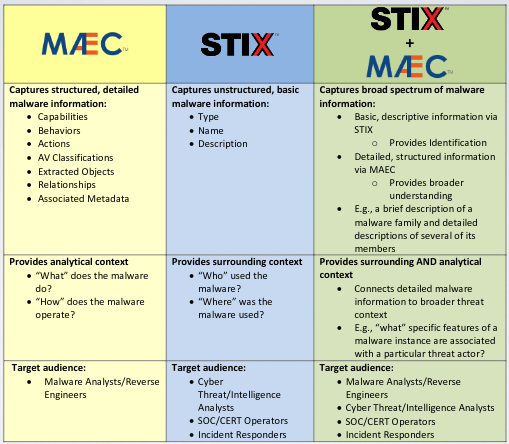 MAEC™
STIX™
STIX™
+
MAEC™
Captures structured, detailed
malware information:
• Capabilities
• Behaviors
• Actions
• AV Classifications
• Extracted Objects
• Relationships
• Associated Metadata
Captures unstructured, basic
malware information:
• Type
• Name
• Description
Captures broad spectrum of malware
information:
• Basic, descriptive information via
STIX
o Provides Identification
• Detailed, structured information
via MAEC
o Provides broader
understanding
• E.g., a brief description of a
malware family and detailed
descriptions of several of its
members
Provides analytical context
• “What” does the malware
do?
• “How” does the malware
operate?
Provides surrounding context
• “Who” used the
malware?
• “Where” was the
malware used?
Provides surrounding AND analytical
context
• Connects detailed malware
information to broader threat
context
• E.g., “what” specific features of a
malware instance are associated
with a particular threat actor?
Target audience:
• Malware Analysts/Reverse
Engineers
Target audience:
• Cyber
Threat/Intelligence
Analysts
• SOC/CERT Operators
• Incident Responders
Target audience:
• Malware Analysts/Reverse
Engineers
• Cyber Threat/Intelligence Analysts
• SOC/CERT Operators
• Incident Responders